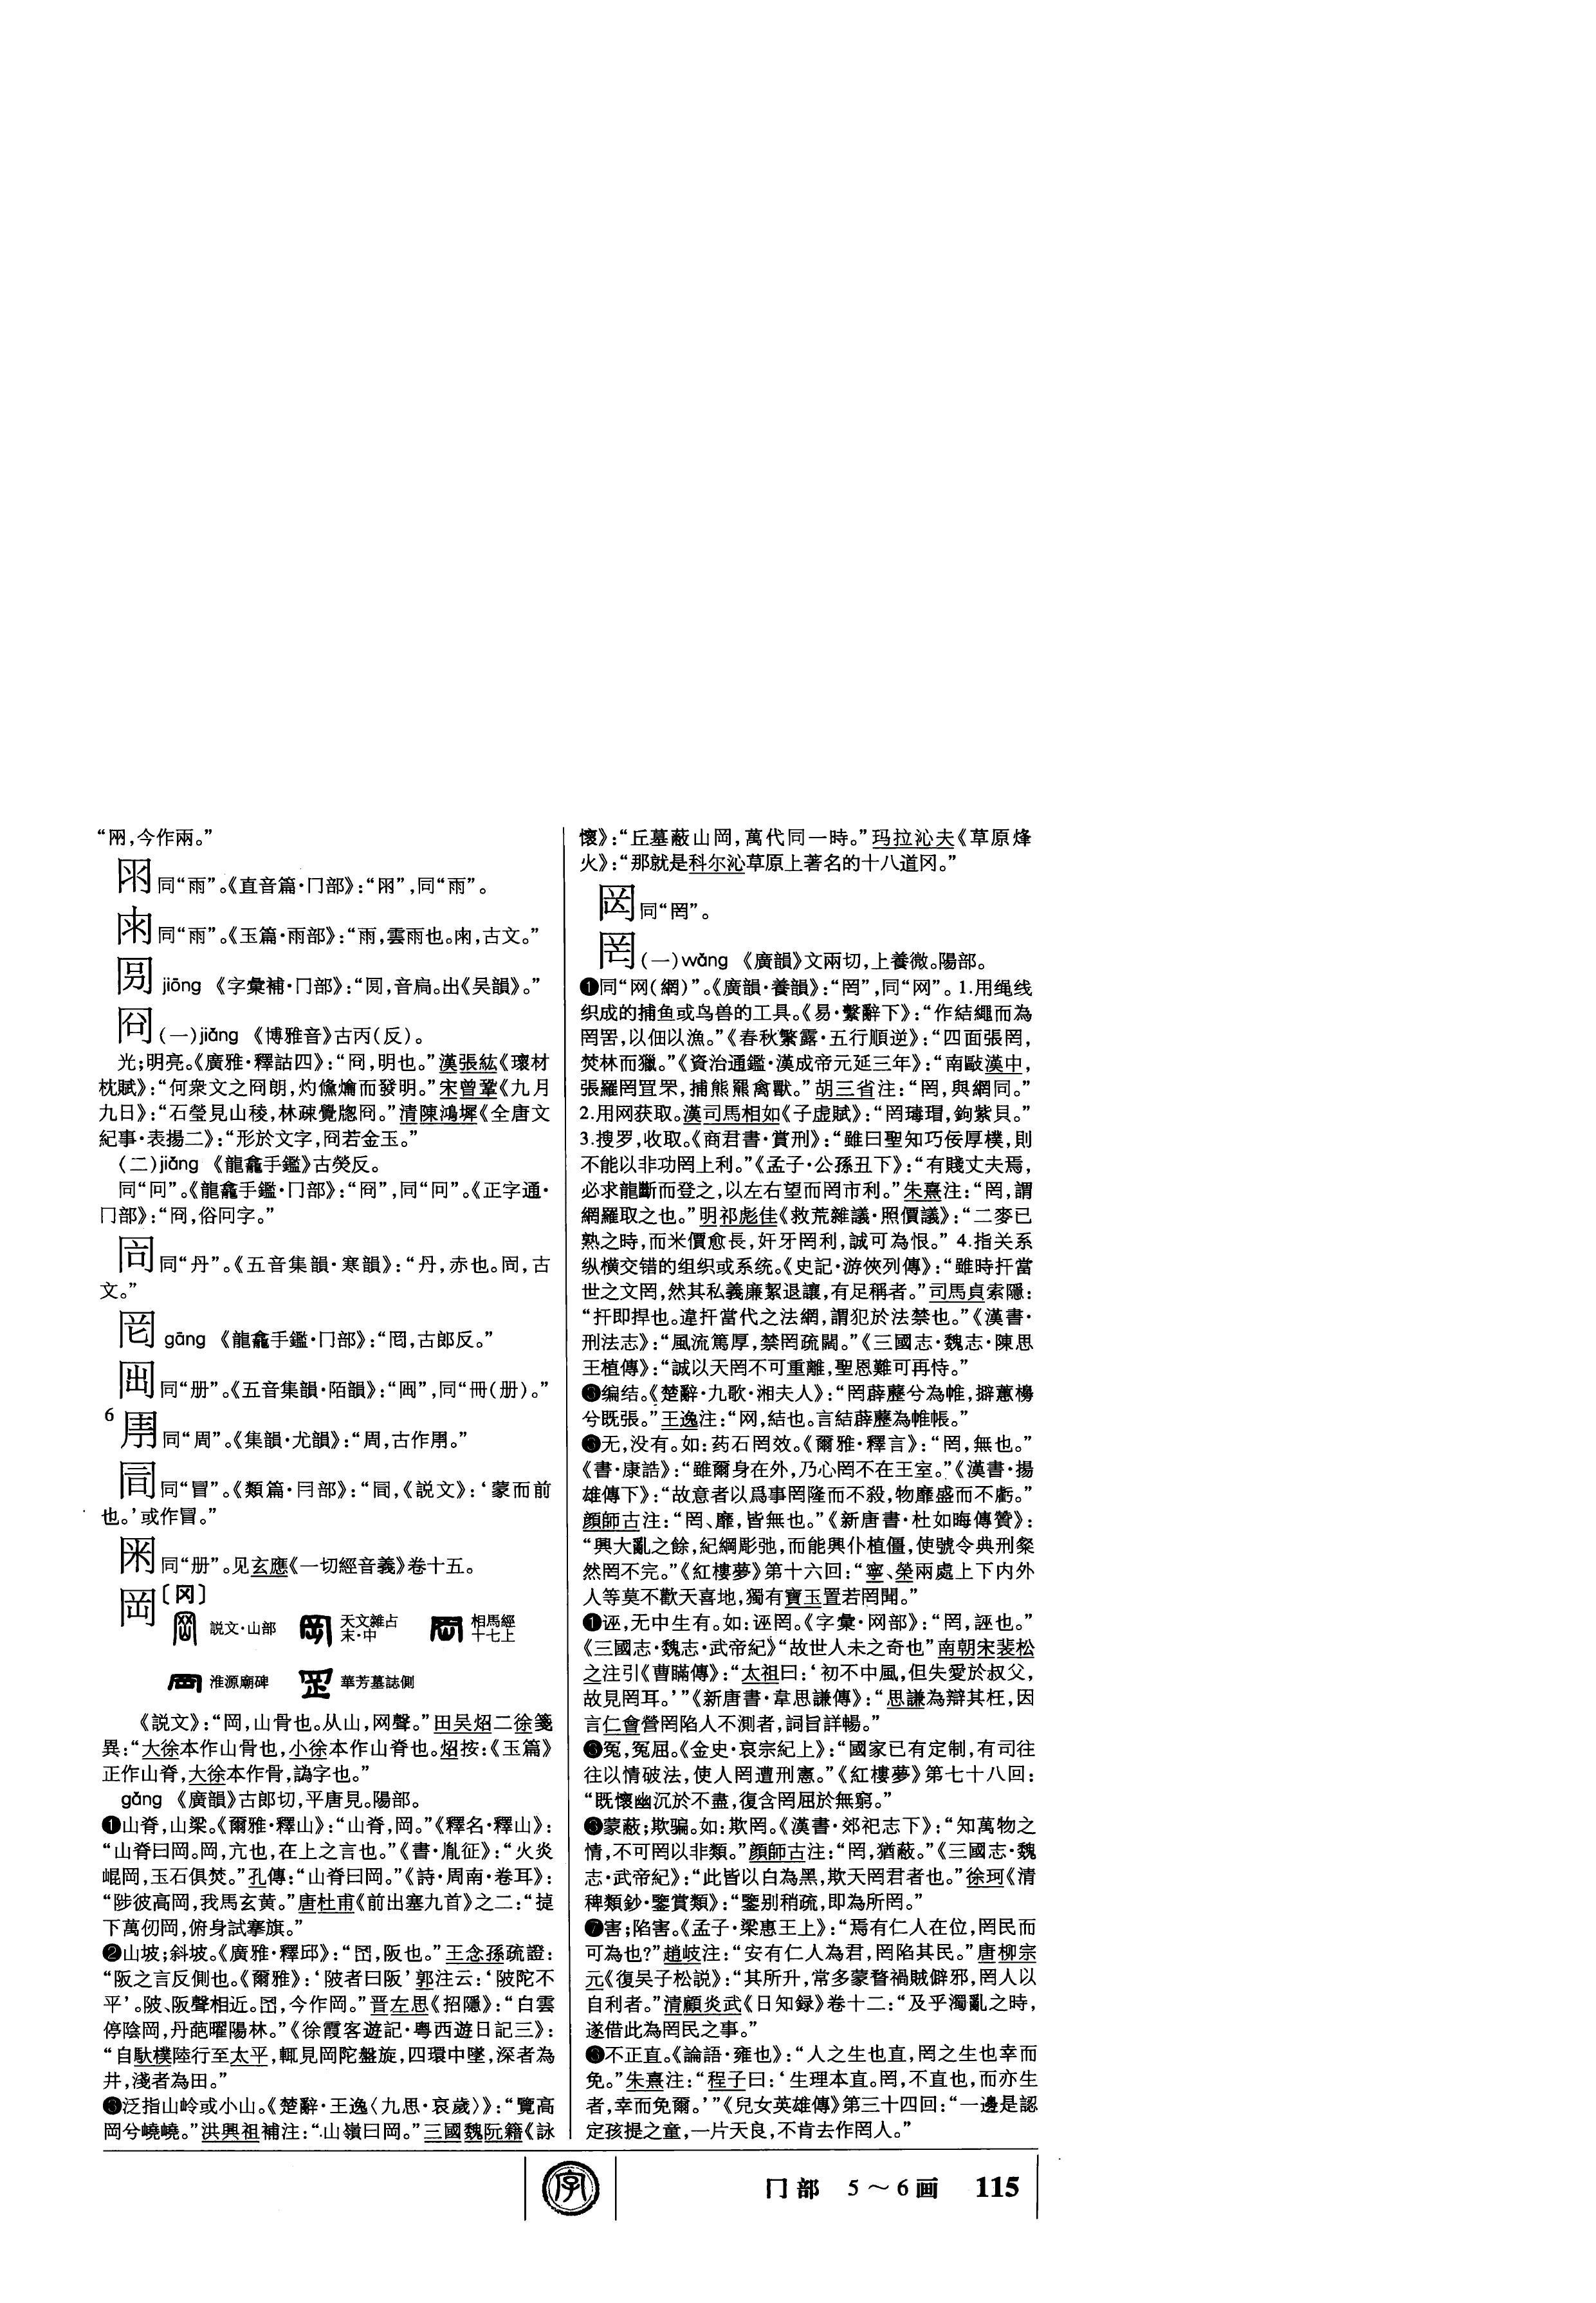 “㒳,今作兩。”
同“雨”。《直音篇·冂部》:“㓁”,同“雨”。
同“雨”。《玉篇·雨部》:“雨,雲雨也。,古文。”
jiōng 《字彙補·冂部》:“,音扃。出《吴韻》。”
冏(一)jiǒng 《博雅音》古丙(反)。
光;明亮。《廣雅·釋詁四》:“冏,明也。”漢張紘《瓌材
枕賦》:“何衆文之冏朗,灼儵爚而發明。”宋曾鞏《九月
九日》:“石瑩見山稜,林疎覺牕冏。”清陳鴻墀《全唐文
紀事·表揚二》:“形於文字,冏若金玉。”
(二)jiǒng 《龍龕手鑑》古熒反。
同“冋”。《龍龕手鑑·冂部》:“冏”,同“冋”。《正字通·
冂部》:“冏,俗冋字。”
同“丹”。《五音集韻·寒韻》:“丹,赤也。,古
文。”
gāng 《龍龕手鑑·冂部》:“,古郎反。”
同“册”。《五音集韻·陌韻》:“”,同“冊(册)。”
6
同“周”。《集韻·尤韻》:“周,古作。”
同“冒”。《類篇·冃部》:“,《説文》:‘蒙而前
也。’或作冒。”
同“册”。见玄應《一切經音義》卷十五。
岡〔冈〕
説文·山部 天文雜占末·中 相馬經十七上
淮源廟碑 華芳墓誌側
《説文》:“岡,山骨也。从山,网聲。”田吴炤二徐箋
異:“大徐本作山骨也,小徐本作山脊也。炤按:《玉篇》
正作山脊,大徐本作骨,譌字也。”
gāng 《廣韻》古郎切,平唐見。陽部。
❶山脊,山梁。《爾雅·釋山》:“山脊,岡。”《釋名·釋山》:
“山脊曰岡。岡,亢也,在上之言也。”《書·胤征》:“火炎
崐岡,玉石俱焚。”孔傳:“山脊曰岡。”《詩·周南·卷耳》:
“陟彼高岡,我馬玄黄。”唐杜甫《前出塞九首》之二:“捷
下萬仞岡,俯身試搴旗。”
❷山坡;斜坡。《廣雅·釋邱》:“,阪也。”王念孫疏證:
“阪之言反側也。《爾雅》:‘陂者曰阪’郭注云:‘陂陀不
平’。陂、阪聲相近。,今作岡。”晋左思《招隱》:“白雲
停陰岡,丹葩曜陽林。”《徐霞客遊記·粤西遊日記三》:
“自馱樸陸行至太平,輒見岡陀盤旋,四環中墜,深者為
井,淺者為田。”
❸泛指山岭或小山。《楚辭·王逸〈九思·哀歲〉》:“覽高
岡兮嶢嶢。”洪興祖補注:“山嶺曰岡。”三國魏阮籍《詠
懷》:“丘墓蔽山岡,萬代同一時。”玛拉沁夫《草原烽
火》:“那就是科尔沁草原上著名的十八道冈。”
同“罔”。
罔(一)wǎng 《廣韻》文兩切,上養微。陽部。
❶同“网(網)”。《廣韻·養韻》:“罔”,同“网”。1.用绳线
织成的捕鱼或鸟兽的工具。《易·繫辭下》:“作結繩而為
罔罟,以佃以漁。”《春秋繁露·五行順逆》:“四面張罔,
焚林而獵。”《資治通鑑·漢成帝元延三年》:“南敺漢中,
張羅罔罝罘,捕熊羆禽獸。”胡三省注:“罔,與網同。”
2.用网获取。漢司馬相如《子虚賦》:“罔瑇瑁,鉤紫貝。”
3.搜罗,收取。《商君書·賞刑》:“雖曰聖知巧佞厚樸,則
不能以非功罔上利。”《孟子·公孫丑下》:“有賤丈夫焉,
必求龍斷而登之,以左右望而罔市利。”朱熹注:“罔,謂
網羅取之也。”明祁彪佳《救荒雜議·照價議》:“二麥已
熟之時,而米價愈長,奸牙罔利,誠可為恨。” 4.指关系
纵横交错的组织或系统。《史記·游俠列傳》:“雖時扞當
世之文罔,然其私義廉絜退讓,有足稱者。”司馬貞索隱:
“扞即捍也。違扞當代之法網,謂犯於法禁也。”《漢書·
刑法志》:“風流篤厚,禁罔疏闊。”《三國志·魏志·陳思
王植傳》:“誠以天罔不可重離,聖恩難可再恃。”
❸编结。《楚辭·九歌·湘夫人》:“罔薜蘿兮為帷,擗蕙櫋
兮既張。”王逸注:“网,結也。言結薜蘿為帷帳。”
❸无,没有。如:药石罔效。《爾雅·釋言》:“罔,無也。”
《書·康誥》:“雖爾身在外,乃心罔不在王室。”《漢書·揚
雄傳下》:“故意者以爲事罔隆而不殺,物靡盛而不虧。”
顔師古注:“罔、靡,皆無也。”《新唐書·杜如晦傳贊》:
“興大亂之餘,紀綱彫弛,而能興仆植僵,使號令典刑粲
然罔不完。”《紅樓夢》第十六回:“寧、榮兩處上下内外
人等莫不歡天喜地,獨有寶玉置若罔聞。”
❶诬,无中生有。如:诬罔。《字彙·网部》:“罔,誣也。”
《三國志·魏志·武帝紀》“故世人未之奇也”南朝宋裴松
之注引《曹瞞傳》:“太祖曰:‘初不中風,但失愛於叔父,
故見罔耳。’”《新唐書·韋思謙傳》:“思謙為辯其枉,因
言仁會營罔陷人不測者,詞旨詳暢。”
❸冤,冤屈。《金史·哀宗紀上》:“國家已有定制,有司往
往以情破法,使人罔遭刑憲。”《紅樓夢》第七十八回:
“既懷幽沉於不盡,復含罔屈於無窮。”
❸蒙蔽;欺骗。如:欺罔。《漢書·郊祀志下》:“知萬物之
情,不可罔以非類。”顔師古注:“罔,猶蔽。”《三國志·魏
志·武帝紀》:“此皆以白為黑,欺天罔君者也。”徐珂《清
稗類鈔·鑒賞類》:“鑒别稍疏,即為所罔。”
❼害;陷害。《孟子·梁惠王上》:“焉有仁人在位,罔民而
可為也?”趙岐注:“安有仁人為君,罔陷其民。”唐柳宗
元《復吴子松説》:“其所升,常多蒙瞀禍賊僻邪,罔人以
自利者。”清顧炎武《日知録》卷十二:“及乎濁亂之時,
遂借此為罔民之事。”
❸不正直。《論語·雍也》:“人之生也直,罔之生也幸而
免。”朱熹注:“程子曰:‘生理本直。罔,不直也,而亦生
者,幸而免爾。’”《兒女英雄傳》第三十四回:“一邊是認
定孩提之童,一片天良,不肯去作罔人。”
字
冂部 5～6画 115